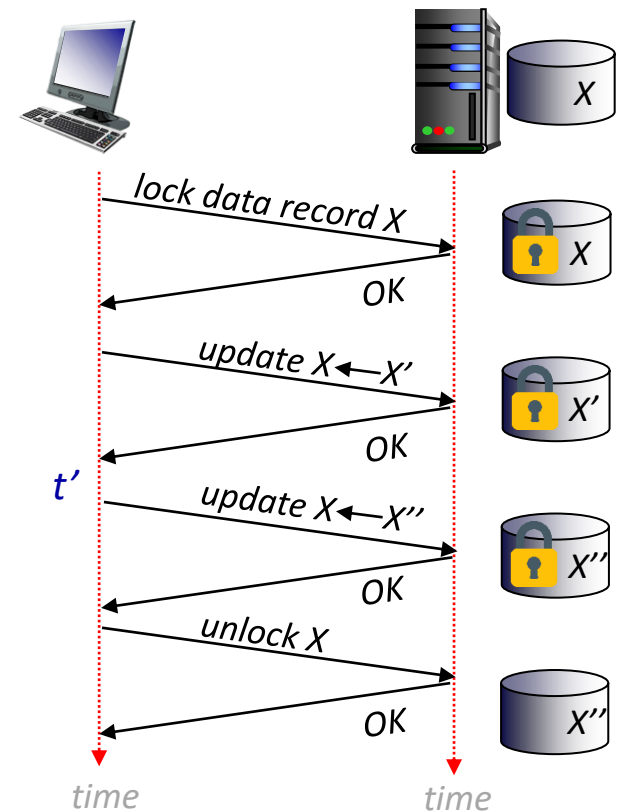 X
lock data record X
X
OK
update X←X’
X’
OK
t’
update X←X’’
X’’
OK
unlock X
X’’
OK
time
time